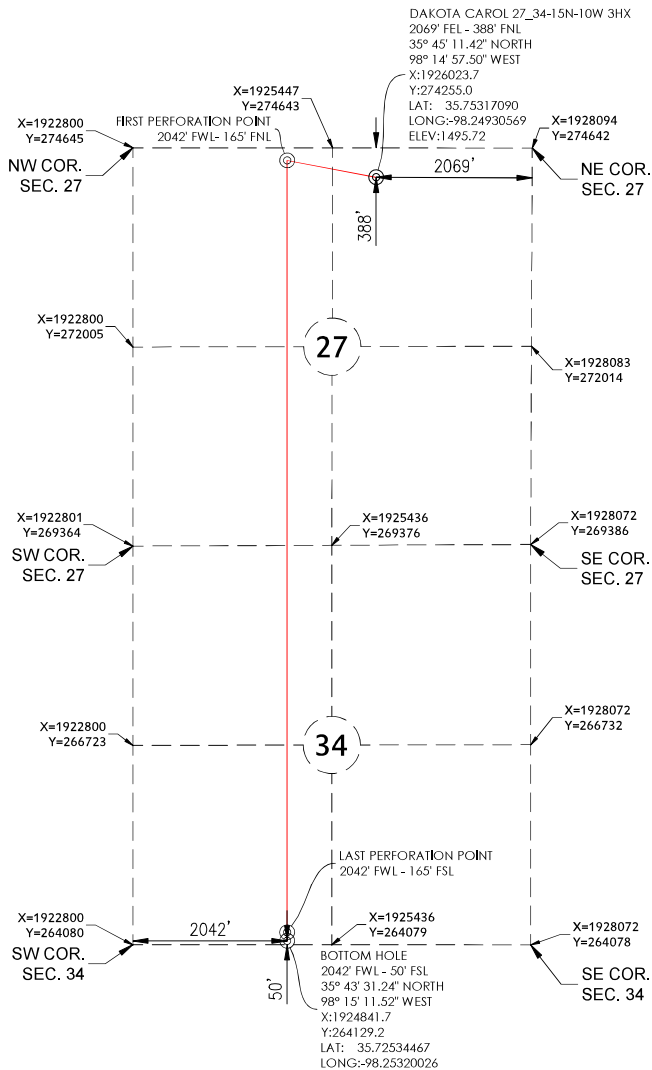 DAKOTA CAROL 27_34-15N-10W 3HX
2069' FEL - 388' FNL
35° 45' 11.42" NORTH
98° 14' 57.50" WEST
X:1926023.7
Y:274255.0
LAT: 35.75317090
LONG:-98.24930569
ELEV:1495.72
X=1925447
Y=274643
X=1922800
Y=274645
FIRST PERFORATION POINT
2042' FWL - 165' FNL
X=1928094
Y=274642
NW COR.
SEC. 27
2069'
NE COR.
SEC. 27
388'
X=1922800
Y=272005
27
X=1928083
Y=272014
X=1922801
Y=269364
SW COR.
SEC. 27
X=1925436
Y=269376
X=1928072
Y=269386
SE COR.
SEC. 27
X=1922800
Y=266723
34
X=1928072
Y=266732
LAST PERFORATION POINT
2042' FWL - 165' FSL
X=1922800
Y=264080
SW COR.
SEC. 34
2042'
X=1925436
Y=264079
X=1928072
Y=264078
SE COR.
SEC. 34
50'
BOTTOM HOLE
2042' FWL - 50' FSL
35° 43' 31.24" NORTH
98° 15' 11.52" WEST
X:1924841.7
Y:264129.2
LAT: 35.72534467
LONG:-98.25320026